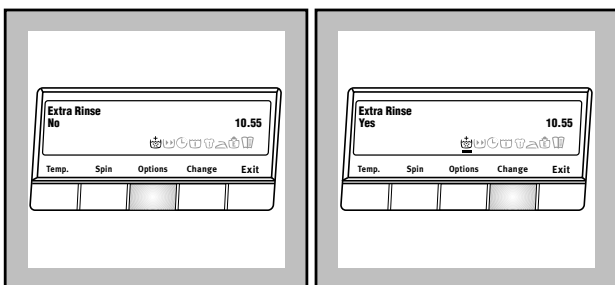 Extra Rinse
No 10.55
Temp. Spin Options Change Exit
Extra Rinse
Yes 10.55
Temp. Spin Options Change Exit